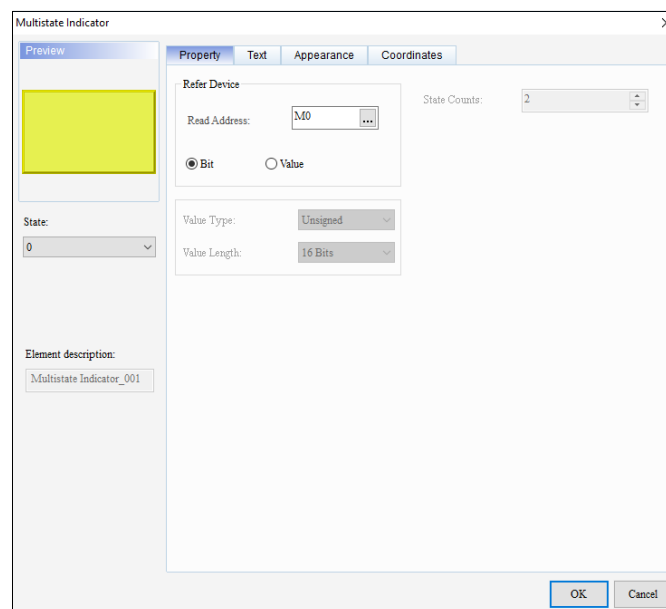 Multistate Indicator
Preview
Property Text Appearance Coordinates
Refer Device
Read Address: M0 ...
State Counts: 2
Bit Value
State:
0
Value Type: Unsigned
Value Length: 16 Bits
Element description:
Multistate Indicator_001
OK Cancel